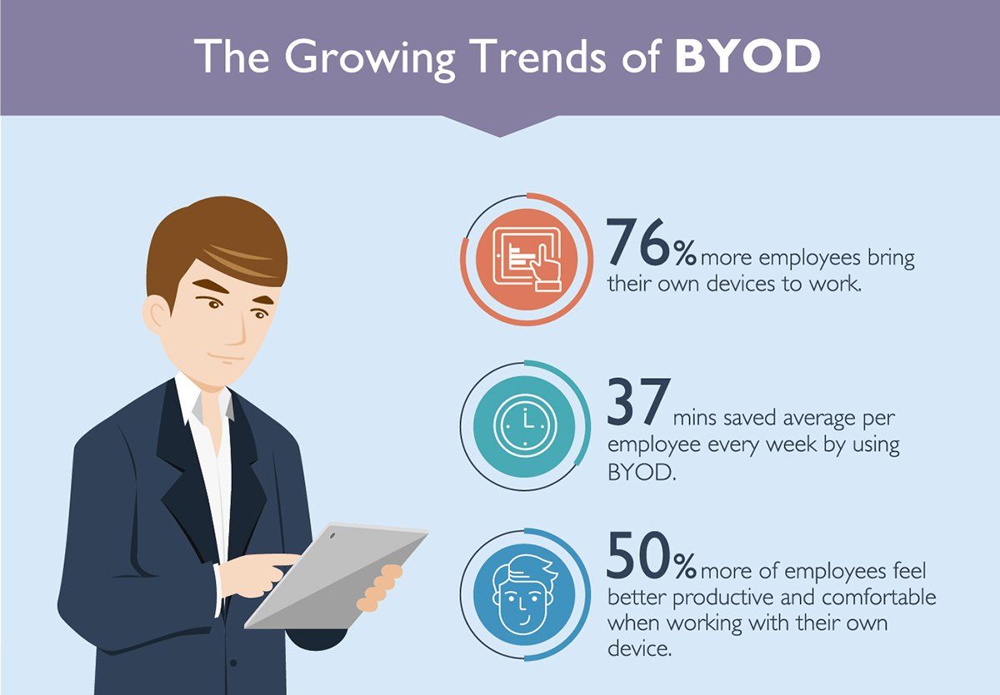 The Growing Trends of BYOD
76% more employees bring
their own devices to work.
37 mins saved average per
employee every week by using
BYOD.
50% more of employees feel
better productive and comfortable
when working with their own
device.